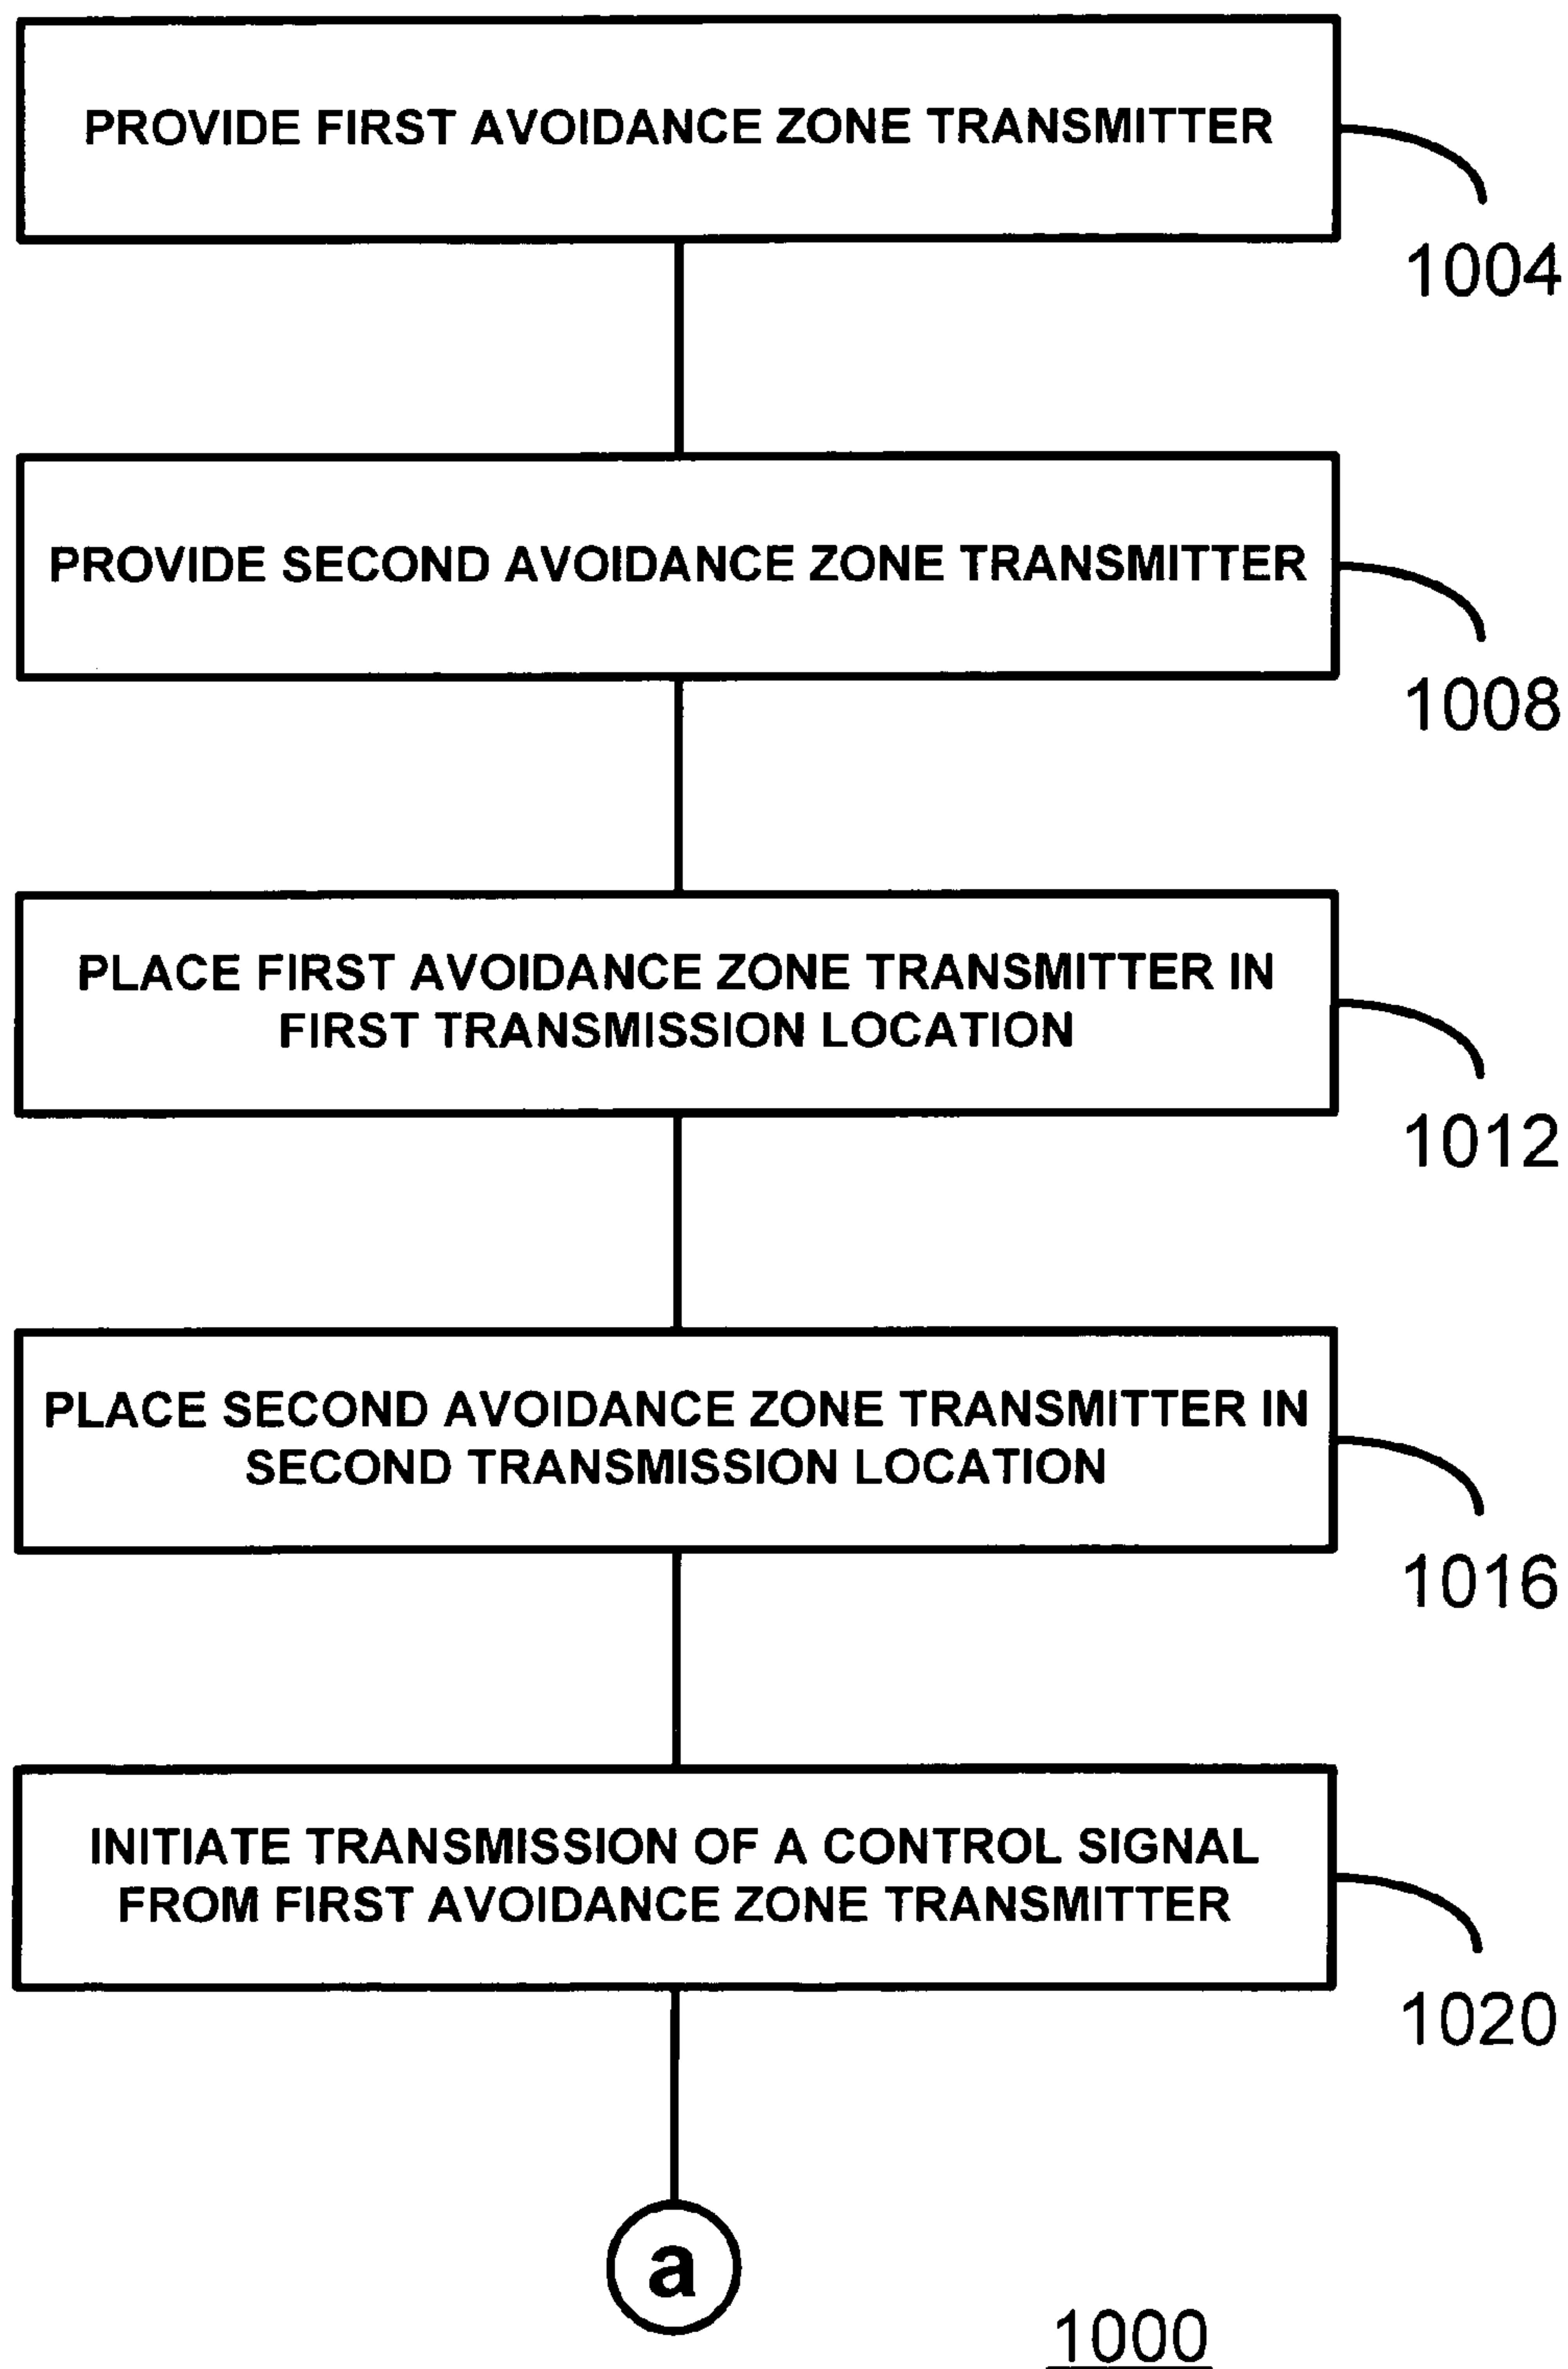 PROVIDE FIRST AVOIDANCE ZONE TRANSMITTER
1004
PROVIDE SECOND AVOIDANCE ZONE TRANSMITTER
1008
PLACE FIRST AVOIDANCE ZONE TRANSMITTER IN
FIRST TRANSMISSION LOCATION
1012
PLACE SECOND AVOIDANCE ZONE TRANSMITTER IN
SECOND TRANSMISSION LOCATION
1016
INITIATE TRANSMISSION OF A CONTROL SIGNAL
FROM FIRST AVOIDANCE ZONE TRANSMITTER
1020
a
1000